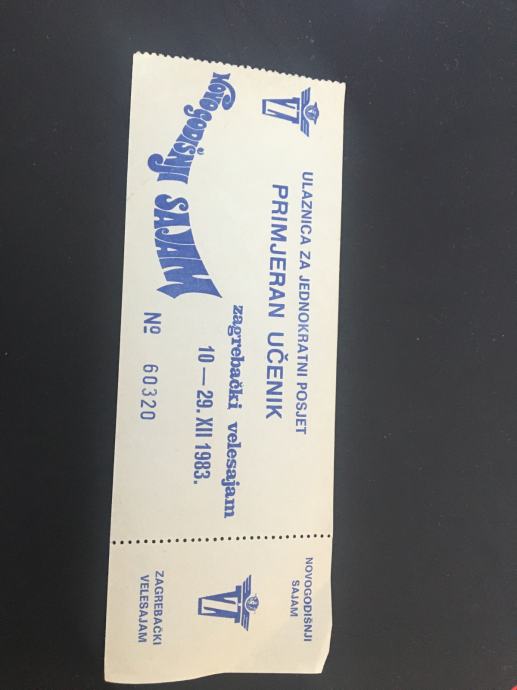 ULAZNICA ZA JEDNOKRATNI POSJET
PRIMJERAN UČENIK
NOVOGODIŠNJI SAJAM
zagrebački velesajam
10 — 29. XII 1983.
Nº 60320
NOVOGODIŠNJI
SAJAM
ZAGREBAČKI
VELESAJAM